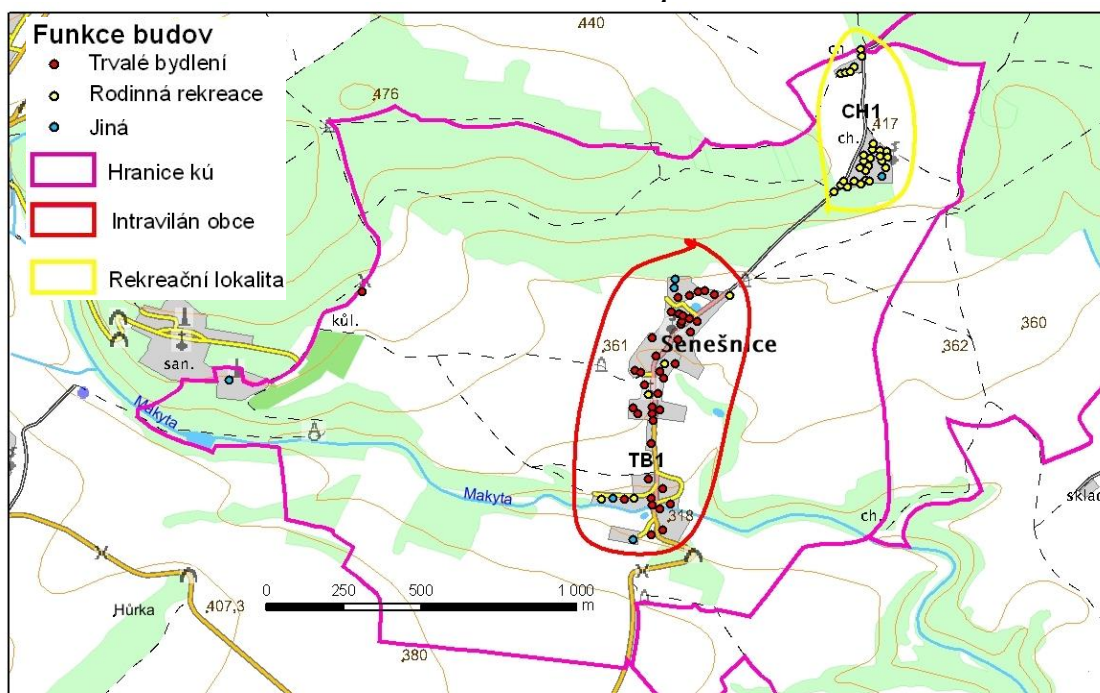 Funkce budov
Trvalé bydlení
Rodinná rekreace
Jiná
Hranice kú
Intravilán obce
Rekreační lokalita
440
476
ch.
CH1
417
ch.
kůl.
san.
361
Senešnice
360
362
Makyta
TB1
Makyta
318
ch.
sklad
0 250 500 1 000
m
Hůrka
407,3
380